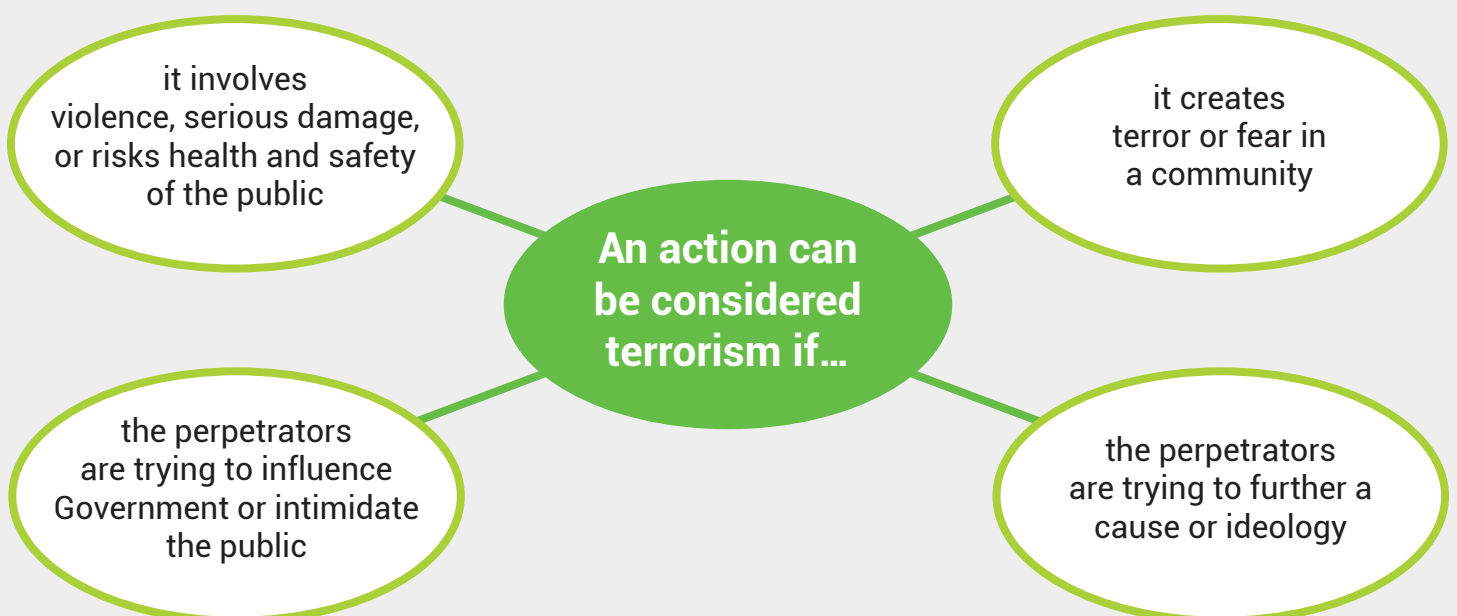 it involves
violence, serious damage,
or risks health and safety
of the public
it creates
terror or fear in
a community
An action can
be considered
terrorism if…
the perpetrators
are trying to influence
Government or intimidate
the public
the perpetrators
are trying to further a
cause or ideology